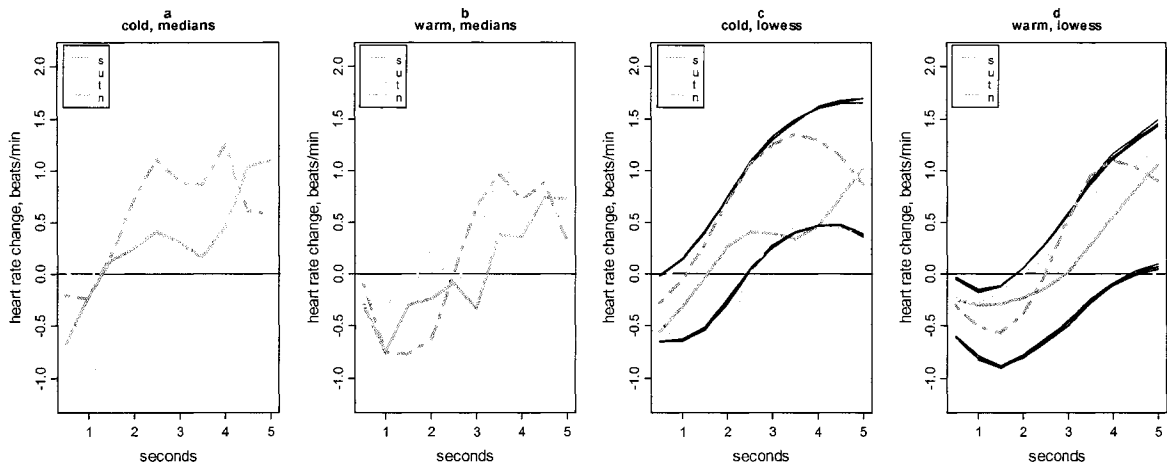 a
cold, medians
s
u
t
n
heart rate change, beats/min
2.0
1.5
1.0
0.5
0.0
-0.5
-1.0
1 2 3 4 5
seconds
b
warm, medians
s
u
t
n
heart rate change, beats/min
2.0
1.5
1.0
0.5
0.0
-0.5
-1.0
1 2 3 4 5
seconds
c
cold, lowess
s
u
t
n
heart rate change, beats/min
2.0
1.5
1.0
0.5
0.0
-0.5
-1.0
1 2 3 4 5
seconds
d
warm, lowess
s
u
t
n
heart rate change, beats/min
2.0
1.5
1.0
0.5
0.0
-0.5
-1.0
1 2 3 4 5
seconds